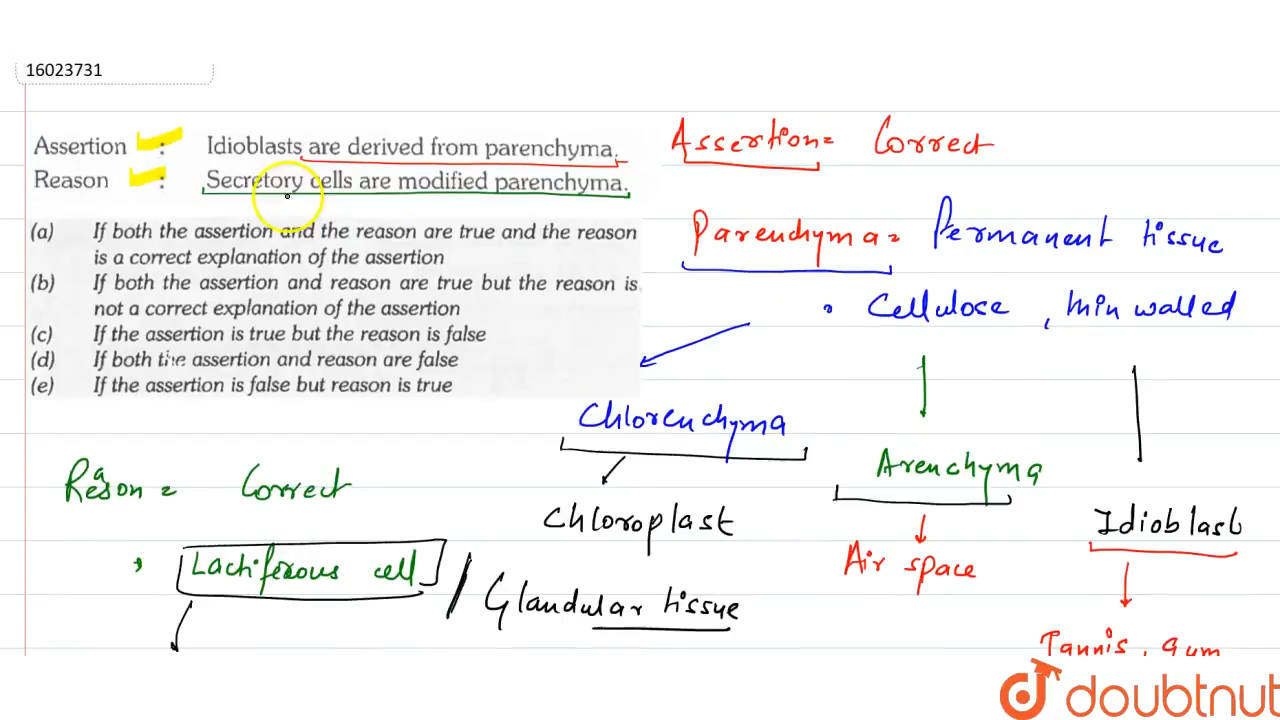 16023731
Assertion : Idioblasts are derived from parenchyma.
Reason : Secretory cells are modified parenchyma.
(a) If both the assertion and the reason are true and the reason
is a correct explanation of the assertion
(b) If both the assertion and reason are true but the reason is
not a correct explanation of the assertion
(c) If the assertion is true but the reason is false
(d) If both the assertion and reason are false
(e) If the assertion is false but reason is true
Assertion = Correct
Parenchyma = Permanent tissue
• Cellulose, thin walled
Chlorenchyma
Chloroplast
Arenchyma
Air space
Idioblast
Tannis, gum
Reason = Correct
• Lactiferous cell / Glandular tissue
doubtnut